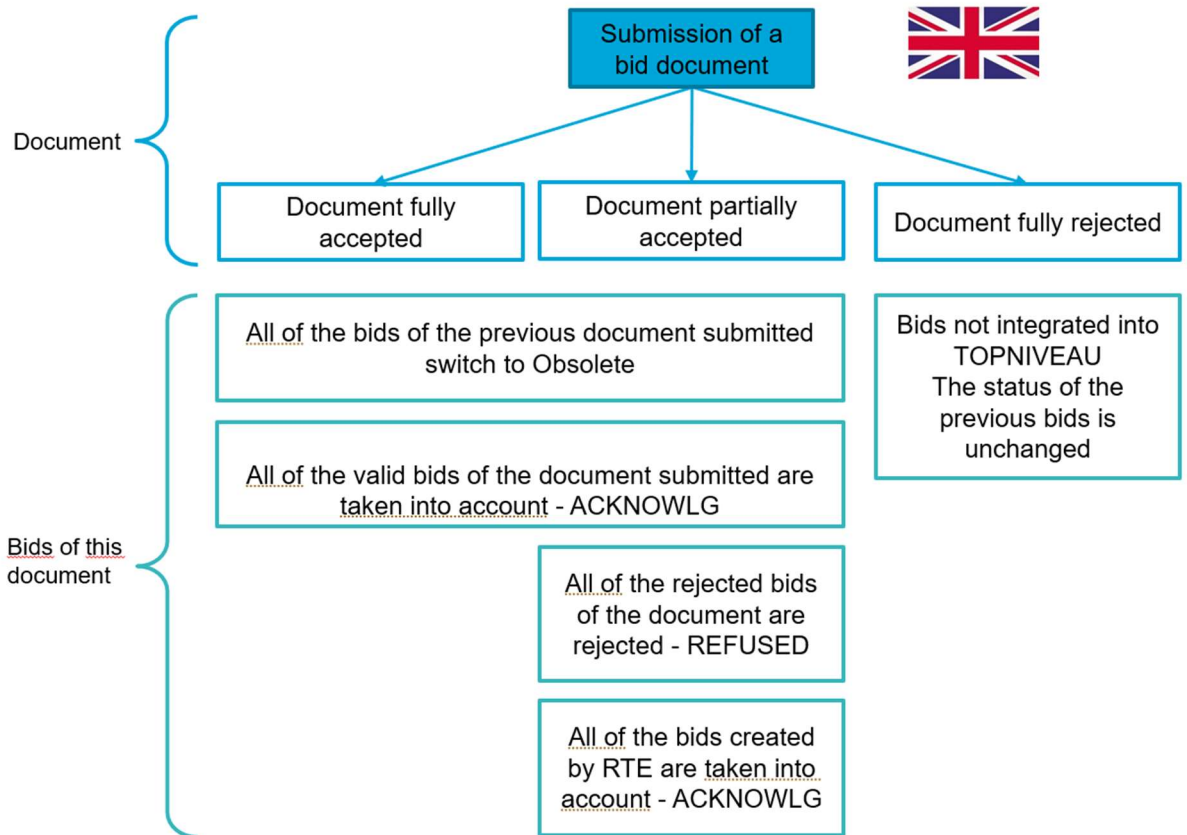 Submission of a
bid document
Document
Document fully
accepted
Document partially
accepted
Document fully rejected
All of the bids of the previous document submitted
switch to Obsolete
Bids not integrated into
TOPNIVEAU
The status of the
previous bids is
unchanged
All of the valid bids of the document submitted are
taken into account - ACKNOWLG
Bids of this
document
All of the rejected bids
of the document are
rejected - REFUSED
All of the bids created
by RTE are taken into
account - ACKNOWLG